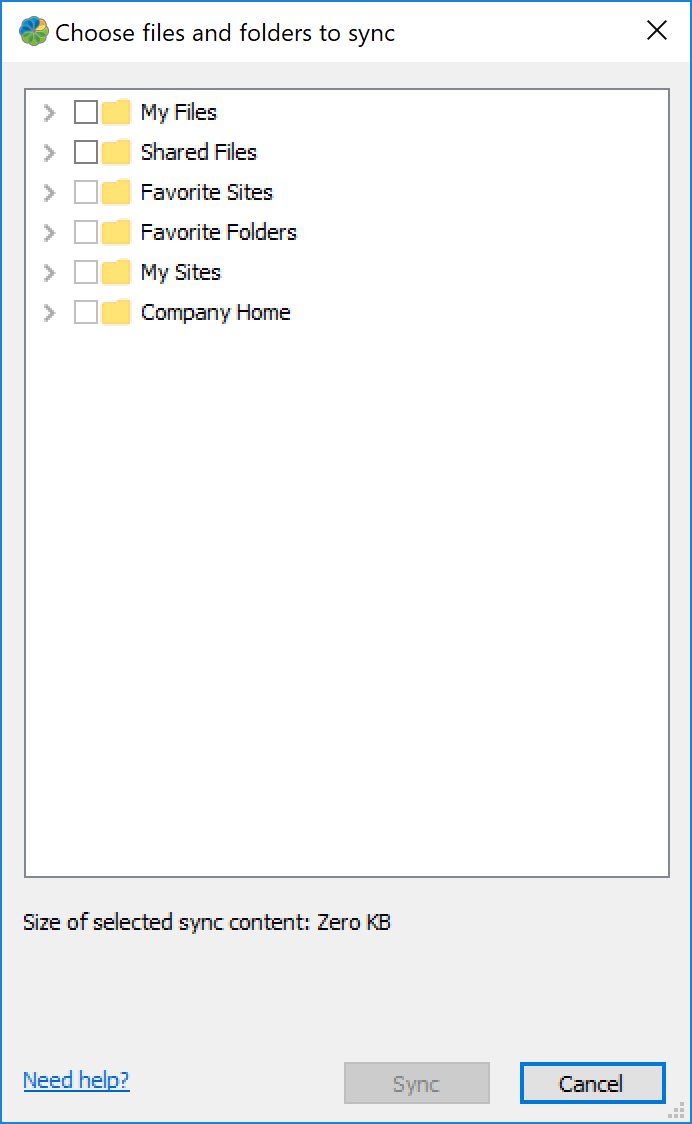 Choose files and folders to sync
My Files
Shared Files
Favorite Sites
Favorite Folders
My Sites
Company Home
Size of selected sync content: Zero KB
Need help?
Sync
Cancel